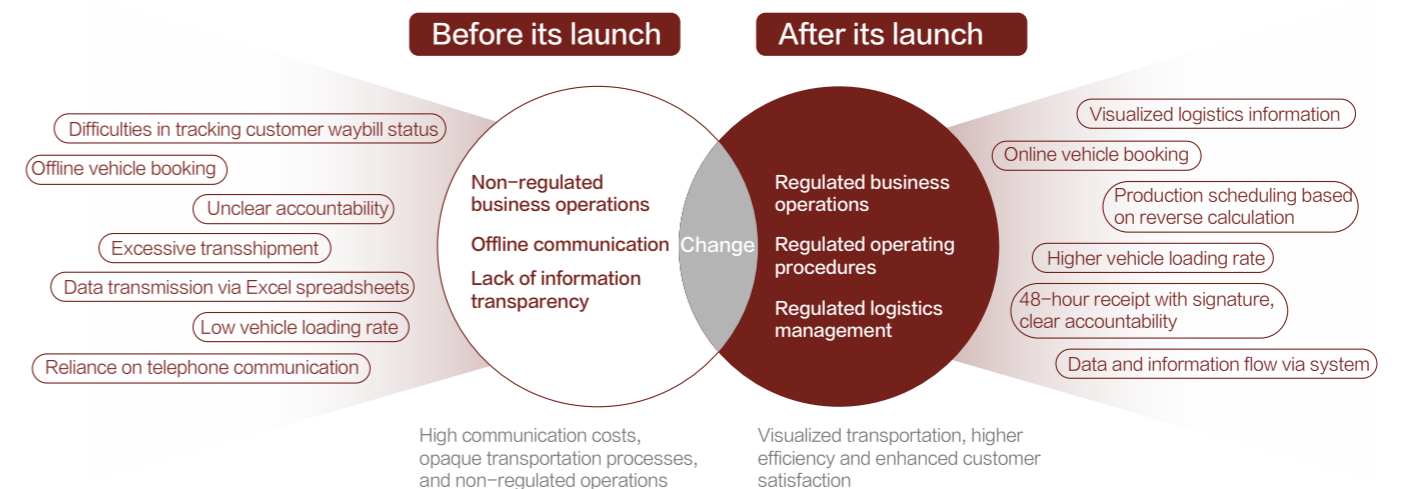 Before its launch
After its launch
Difficulties in tracking customer waybill status
Offline vehicle booking
Unclear accountability
Excessive transshipment
Data transmission via Excel spreadsheets
Low vehicle loading rate
Reliance on telephone communication
Non-regulated
business operations
Offline communication
Lack of information
transparency
Change
Regulated business
operations
Regulated operating
procedures
Regulated logistics
management
Visualized logistics information
Online vehicle booking
Production scheduling based
on reverse calculation
Higher vehicle loading rate
48-hour receipt with signature,
clear accountability
Data and information flow via system
High communication costs,
opaque transportation processes,
and non-regulated operations
Visualized transportation, higher
efficiency and enhanced customer
satisfaction